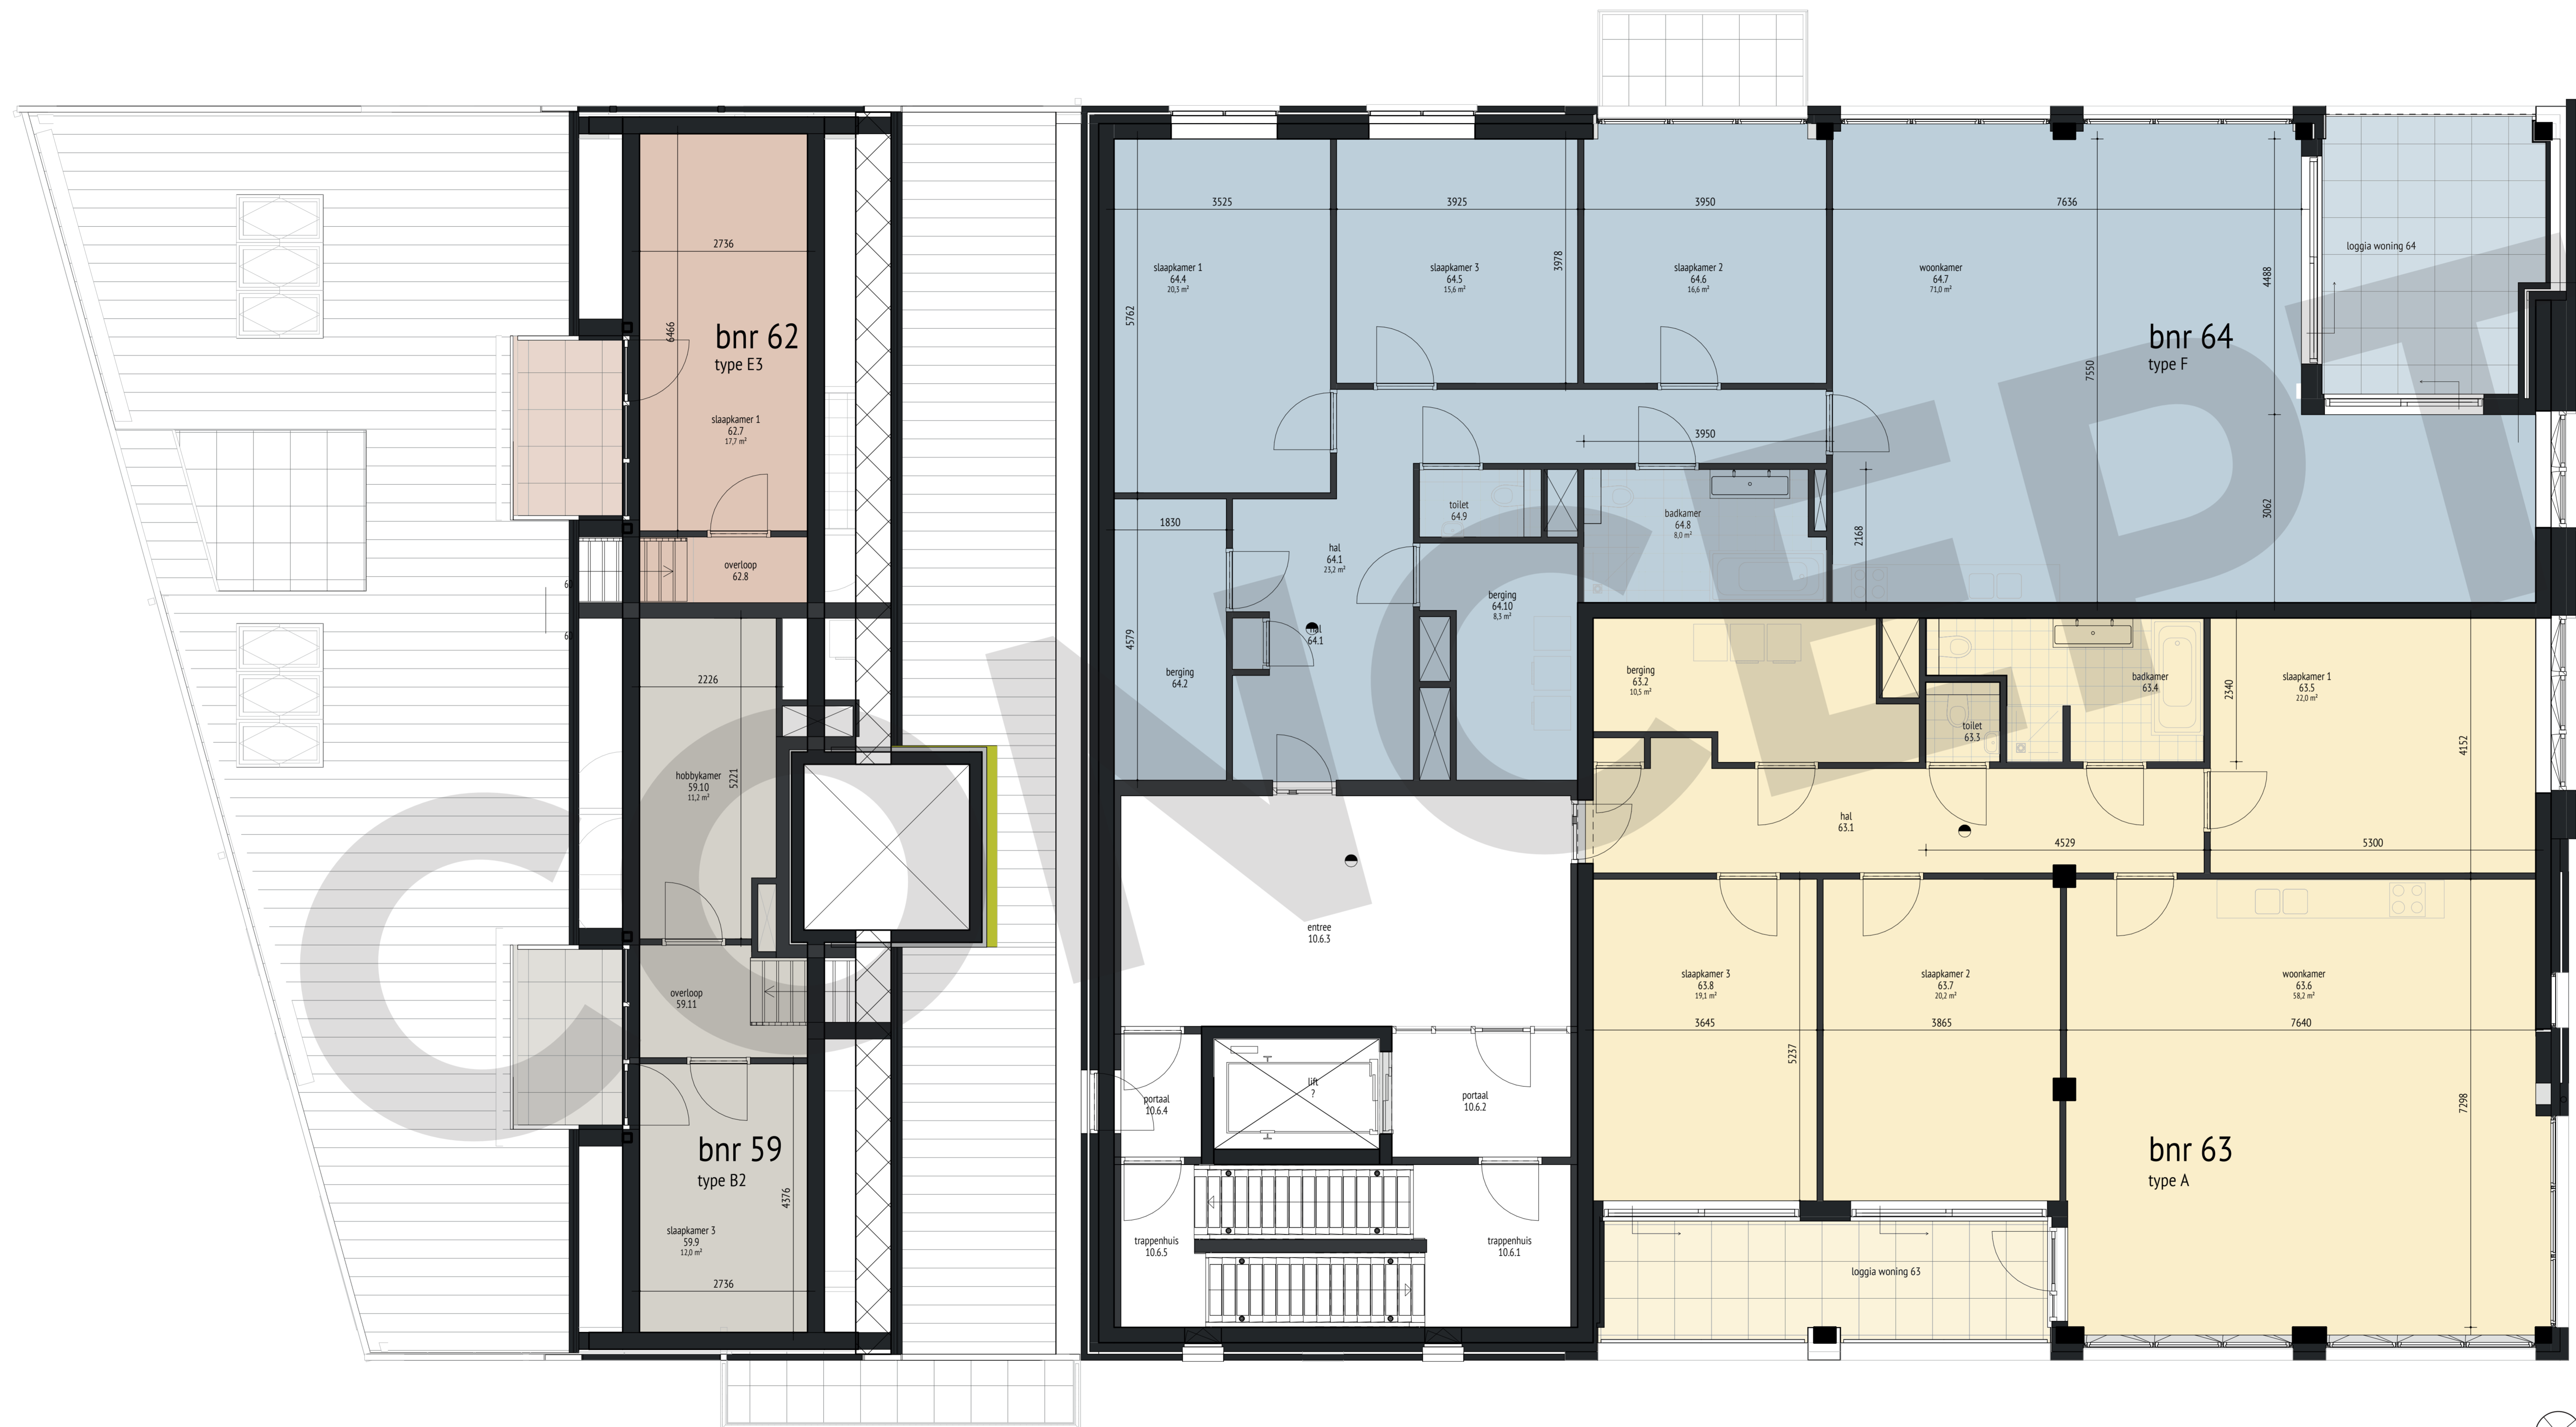 bnr 62
type E3
2736
6466
slaapkamer 1
62.7
17,7 m²
overloop
62.8
2226
5221
hobbykamer
59.10
11,2 m²
overloop
59.11
bnr 59
type B2
4376
slaapkamer 3
59.9
12,0 m²
2736
3525
3925
3950
7636
slaapkamer 1
64.4
20,3 m²
slaapkamer 3
64.5
15,6 m²
3978
slaapkamer 2
64.6
16,6 m²
woonkamer
64.7
71,0 m²
loggia woning 64
4488
5762
bnr 64
type F
7550
3950
1830
toilet
64.9
badkamer
64.8
8,0 m²
2168
3062
hal
64.1
23,2 m²
berging
64.10
8,3 m²
4579
hal
64.1
berging
64.2
berging
63.2
10,5 m²
badkamer
63.4
toilet
63.3
2340
slaapkamer 1
63.5
22,0 m²
4152
hal
63.1
4529
5300
entree
10.6.3
slaapkamer 3
63.8
19,1 m²
slaapkamer 2
63.7
20,2 m²
woonkamer
63.6
58,2 m²
3645
3865
7640
5237
7298
lift
?
portaal
10.6.4
portaal
10.6.2
bnr 63
type A
trappenhuis
10.6.5
trappenhuis
10.6.1
loggia woning 63
CONCEPT